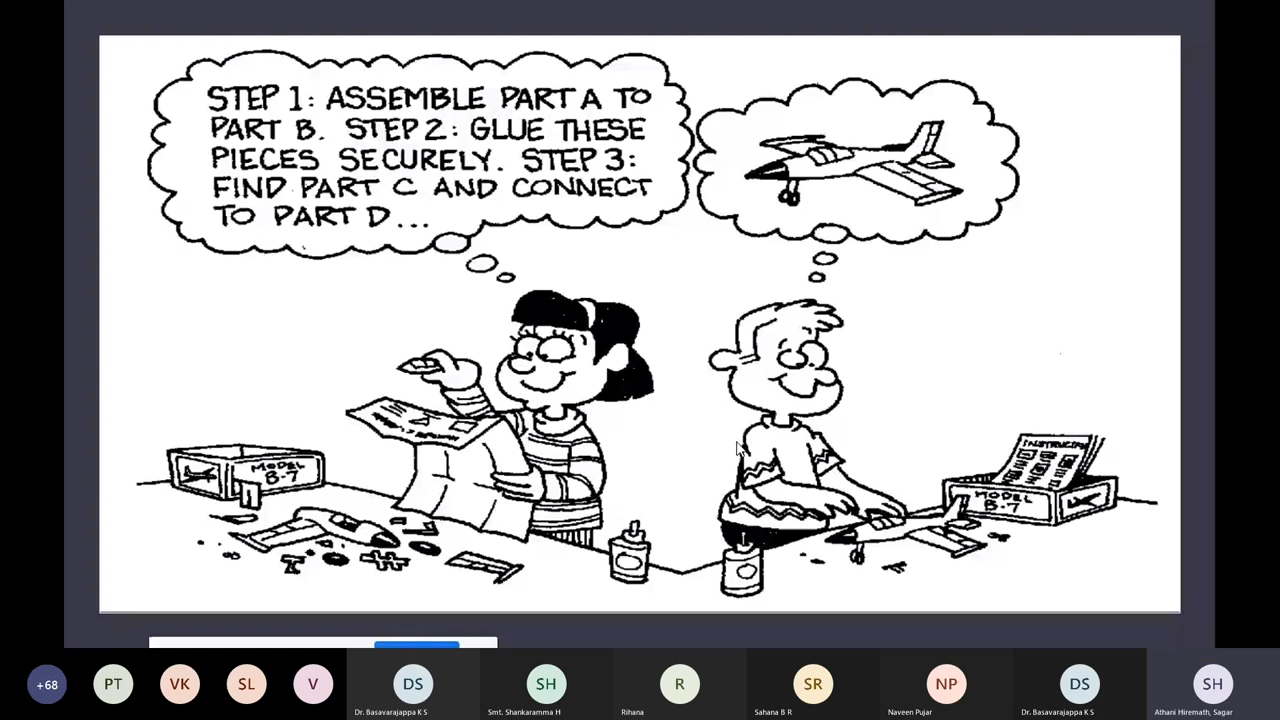 STEP 1: ASSEMBLE PART A TO
PART B. STEP 2: GLUE THESE
PIECES SECURELY. STEP 3:
FIND PART C AND CONNECT
TO PART D...
MODEL
B-7
MODEL
B-7
+68
PT
VK
SL
V
DS
SH
R
SR
NP
DS
SH
Dr. Basavarajappa K S
Smt. Shankaramma H
Rihana
Sahana B R
Naveen Pujar
Dr. Basavarajappa K S
Athani Hiremath, Sagar